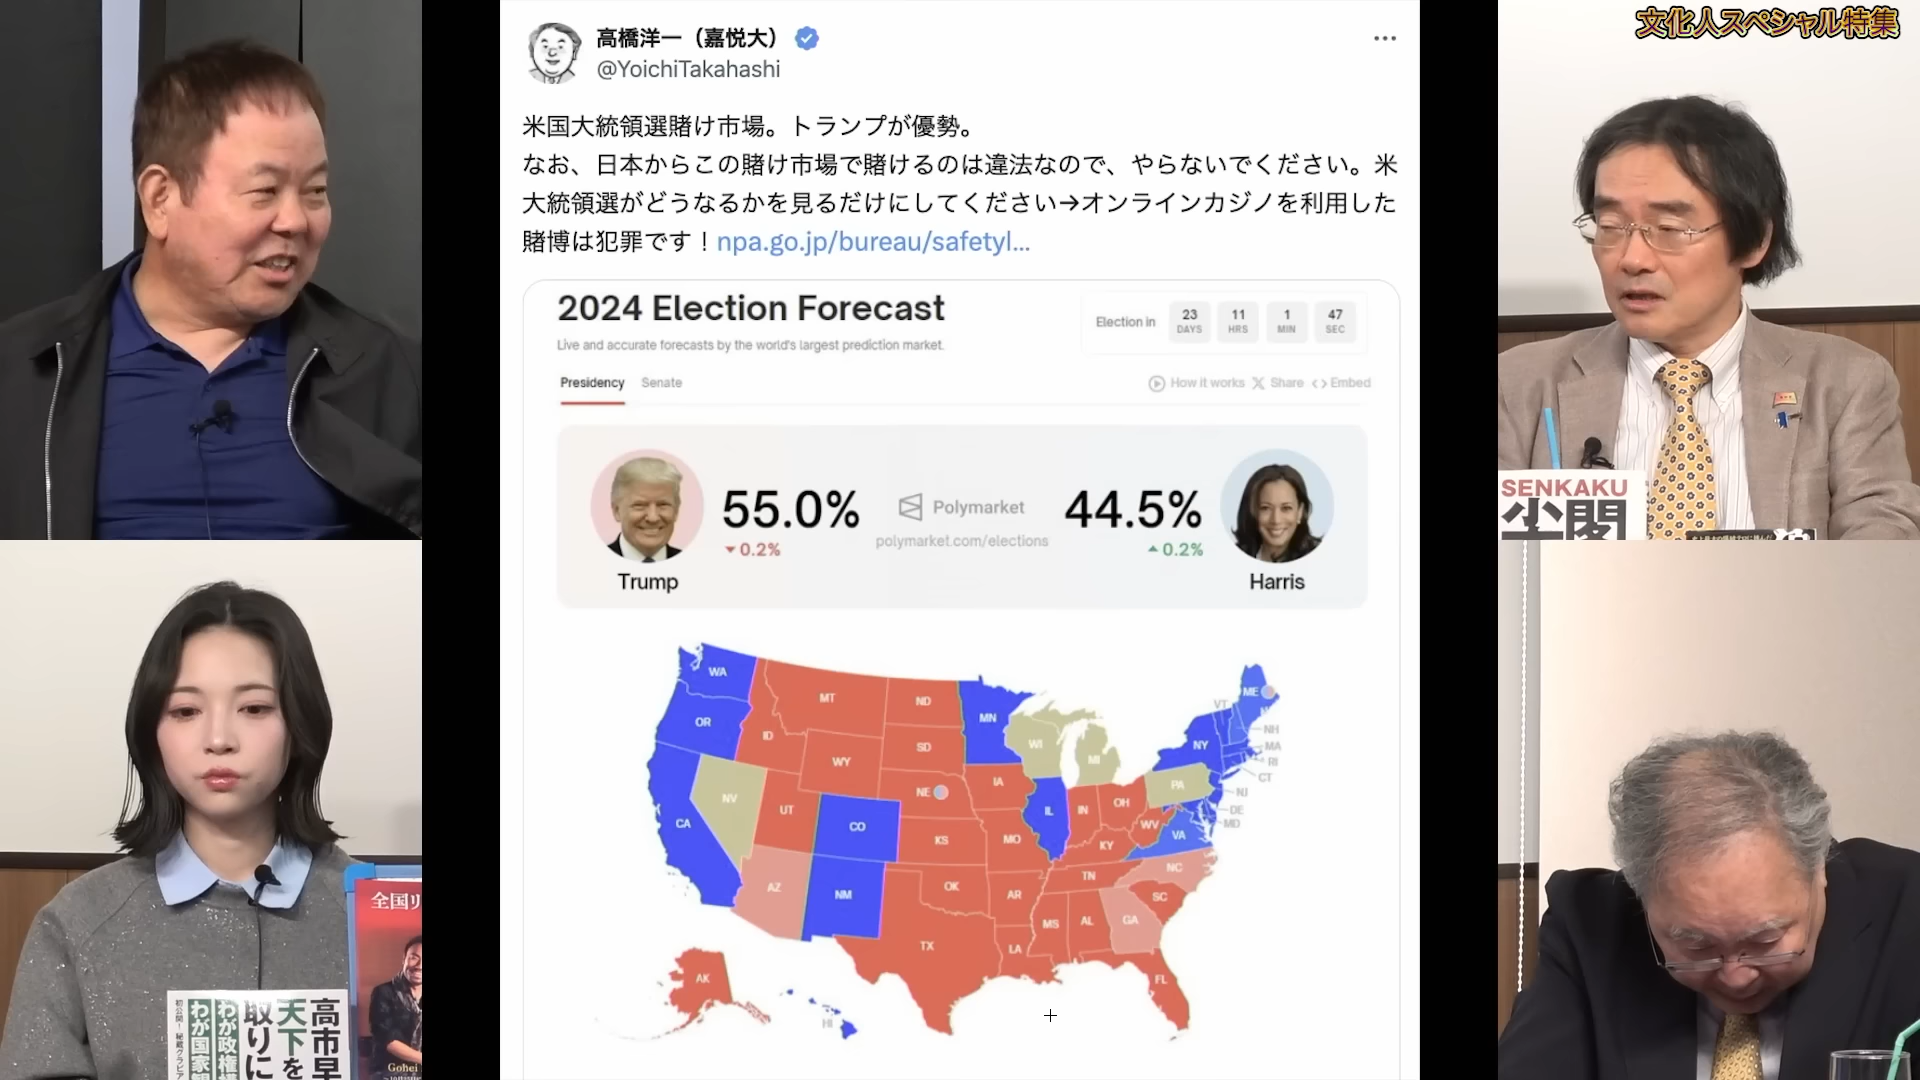 文化人スペシャル特集
高橋洋一（嘉悦大）
@YoichiTakahashi
米国大統領選賭け市場。トランプが優勢。
なお、日本からこの賭け市場で賭けるのは違法なので、やらないでください。米
大統領選がどうなるかを見るだけにしてください→オンラインカジノを利用した
賭博は犯罪です！npa.go.jp/bureau/safetyl…
2024 Election Forecast
Live and accurate forecasts by the world's largest prediction market.
Election in 23 DAYS 11 HRS 1 MIN 47 SEC
Presidency Senate
How it works Share Embed
55.0% 0.2%
Trump
Polymarket
polymarket.com/elections
44.5% 0.2%
Harris
WA MT ND MN ME
VT NH
OR ID SD WI NY MA
WY MI RI
CT
NV NE IA PA NJ
UT IL IN OH DE
CA CO KS MO WV VA MD
KY
AZ NM OK AR TN NC
SC
TX LA MS AL GA
AK FL
HI
SENKAKU
尖閣
全国リ
Gohei
高市早
天下を
取りに
わが政権構
わが国家観
初公開！